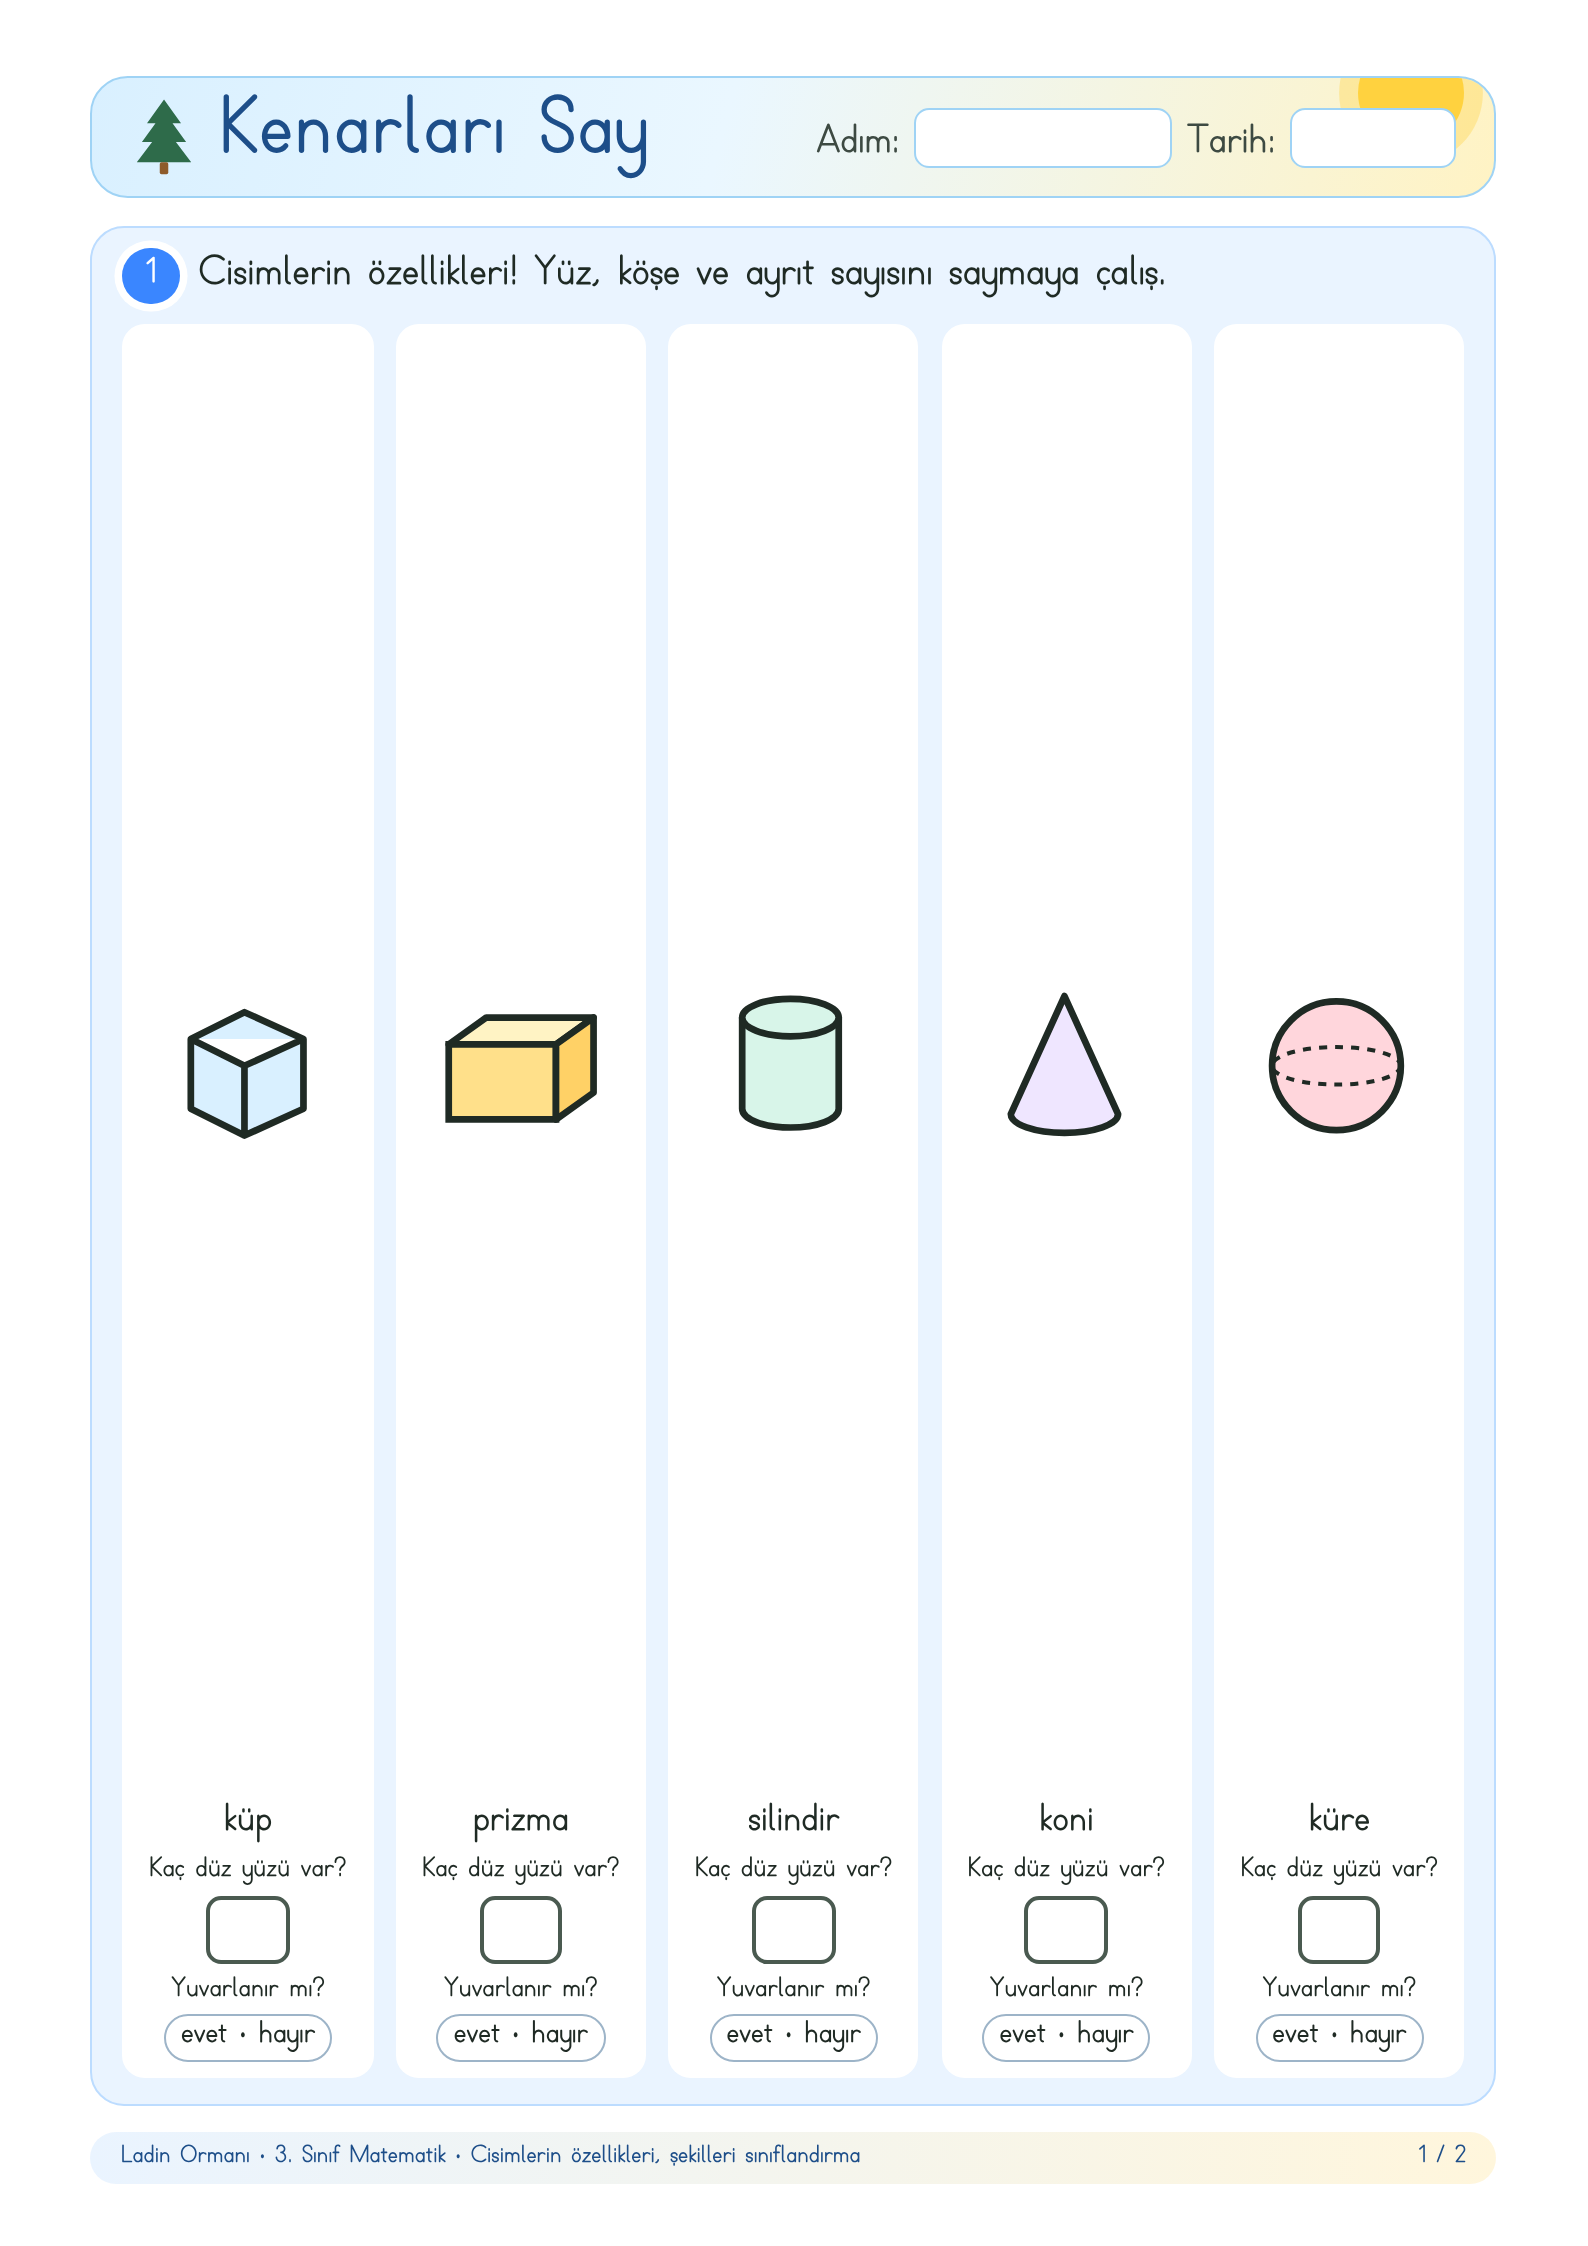 Kenarları Say
Adım:
Tarih:
1 Cisimlerin özellikleri! Yüz, köşe ve ayrıt sayısını saymaya çalış.
küp
Kaç düz yüzü var?
Yuvarlanır mı?
evet · hayır
prizma
Kaç düz yüzü var?
Yuvarlanır mı?
evet · hayır
silindir
Kaç düz yüzü var?
Yuvarlanır mı?
evet · hayır
koni
Kaç düz yüzü var?
Yuvarlanır mı?
evet · hayır
küre
Kaç düz yüzü var?
Yuvarlanır mı?
evet · hayır
Ladin Ormanı · 3. Sınıf Matematik · Cisimlerin özellikleri, şekilleri sınıflandırma
1 / 2